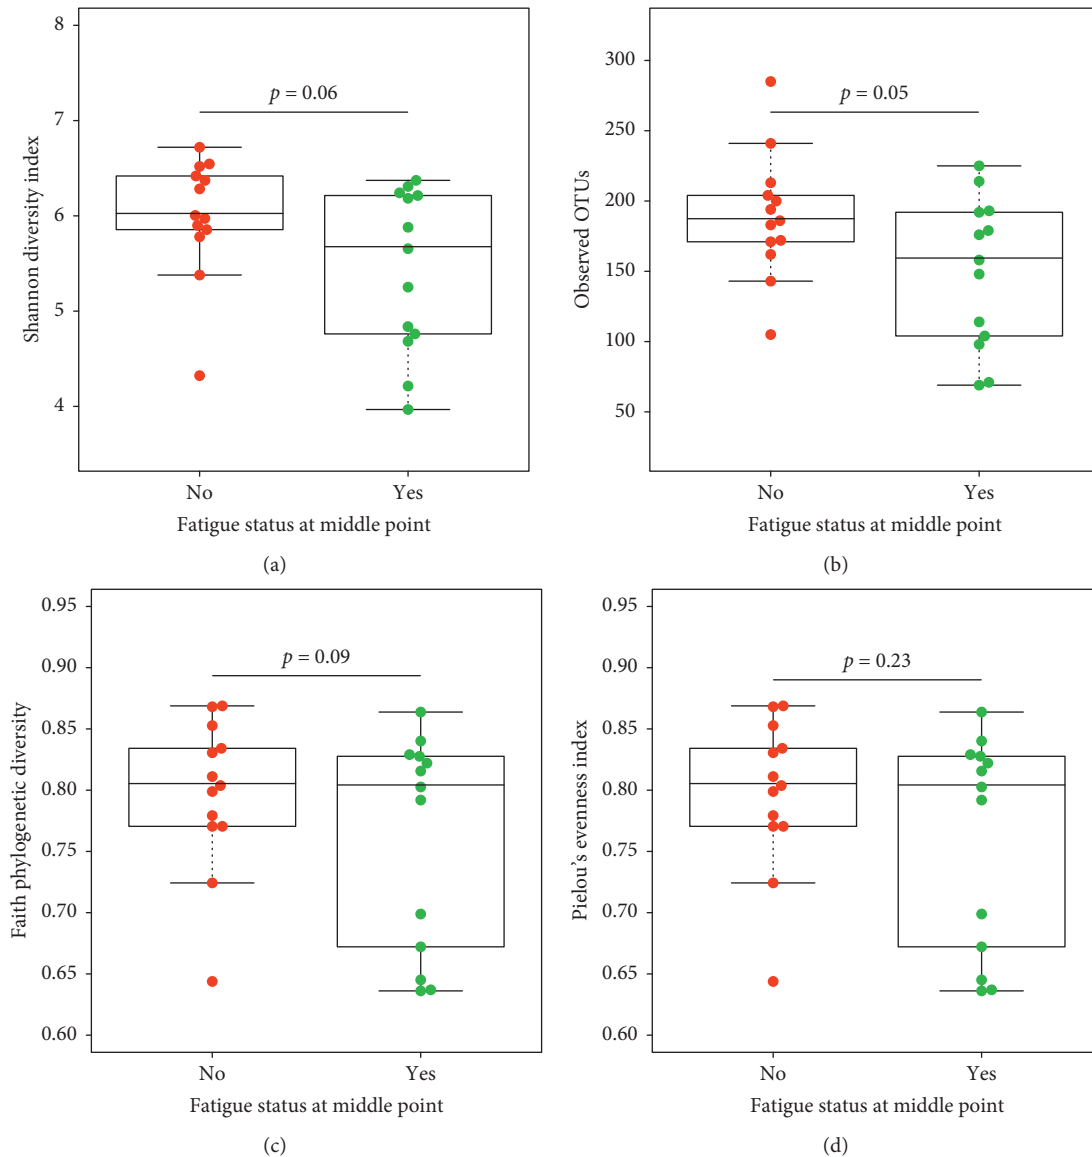 8
7
6
5
4
Shannon diversity index
p = 0.06
No
Yes
Fatigue status at middle point
(a)
300
250
200
150
100
50
Observed OTUs
p = 0.05
No
Yes
Fatigue status at middle point
(b)
0.95
0.90
0.85
0.80
0.75
0.70
0.65
0.60
Faith phylogenetic diversity
p = 0.09
No
Yes
Fatigue status at middle point
(c)
0.95
0.90
0.85
0.80
0.75
0.70
0.65
0.60
Pielou’s evenness index
p = 0.23
No
Yes
Fatigue status at middle point
(d)